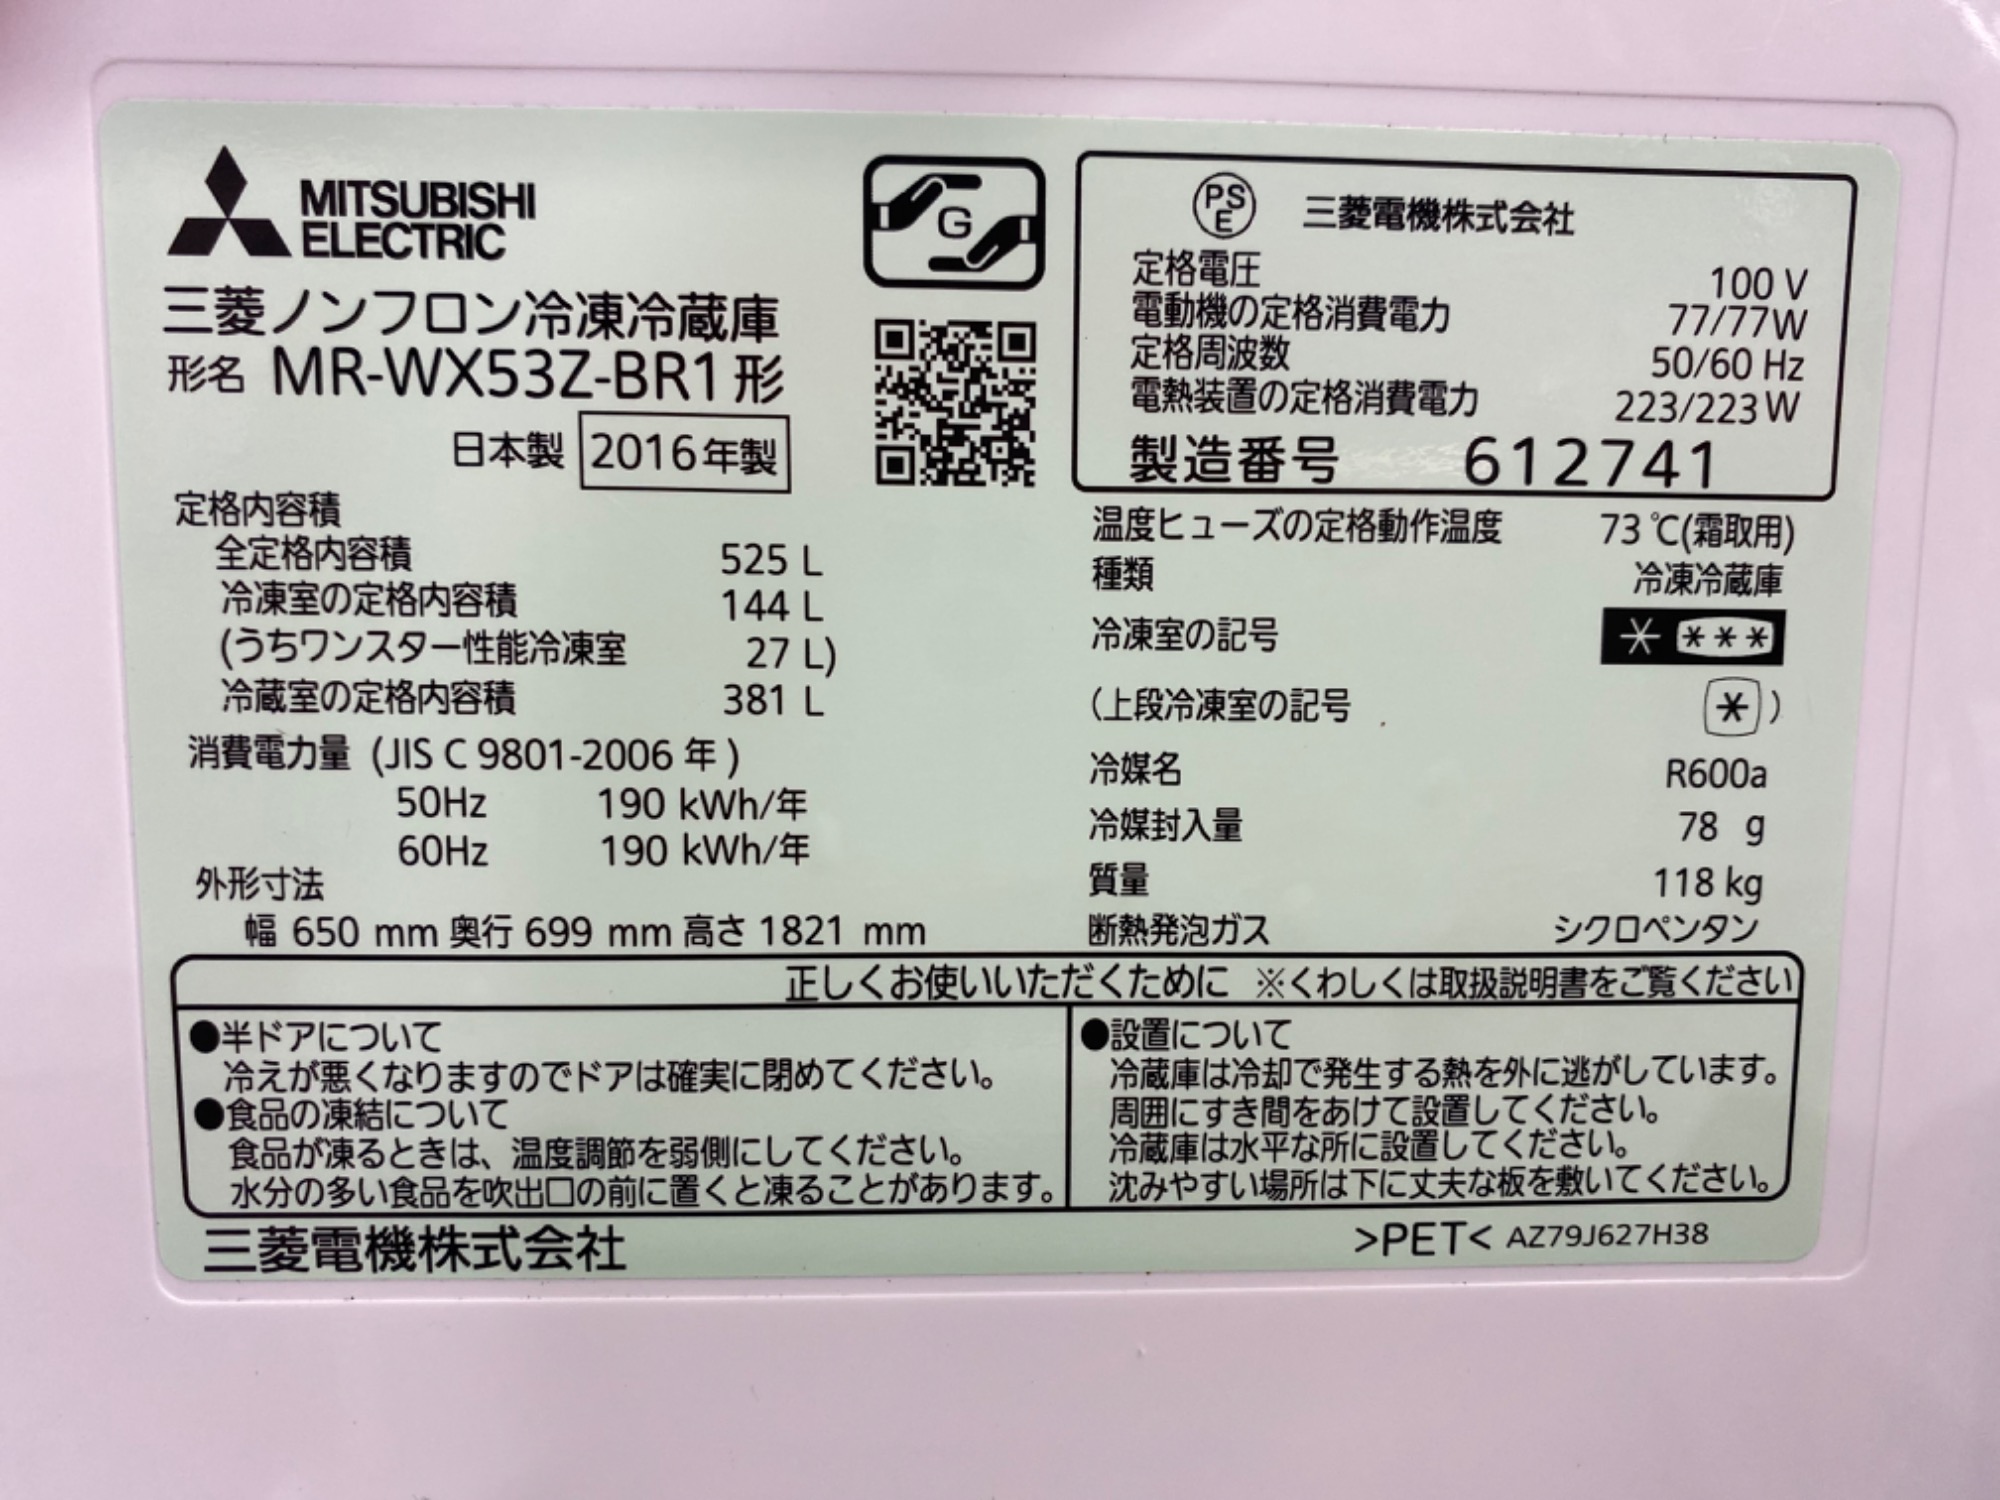 MITSUBISHI
ELECTRIC
三菱ノンフロン冷凍冷蔵庫
形名 MR-WX53Z-BR1形
日本製 2016年製
定格内容積
全定格内容積 525 L
冷凍室の定格内容積 144 L
(うちワンスター性能冷凍室 27 L)
冷蔵室の定格内容積 381 L
消費電力量 (JIS C 9801-2006年)
50Hz 190 kWh/年
60Hz 190 kWh/年
外形寸法
幅 650 mm 奥行 699 mm 高さ 1821 mm
G
PS
E
三菱電機株式会社
定格電圧 100 V
電動機の定格消費電力 77/77W
定格周波数 50/60 Hz
電熱装置の定格消費電力 223/223W
製造番号 612741
温度ヒューズの定格動作温度 73℃(霜取用)
種類 冷凍冷蔵庫
冷凍室の記号 * ***
(上段冷凍室の記号 *)
冷媒名 R600a
冷媒封入量 78 g
質量 118 kg
断熱発泡ガス シクロペンタン
正しくお使いいただくために ※くわしくは取扱説明書をご覧ください
●半ドアについて
冷えが悪くなりますのでドアは確実に閉めてください。
●食品の凍結について
食品が凍るときは、温度調節を弱側にしてください。
水分の多い食品を吹出口の前に置くと凍ることがあります。
●設置について
冷蔵庫は冷却で発生する熱を外に逃がしています。
周囲にすき間をあけて設置してください。
冷蔵庫は水平な所に設置してください。
沈みやすい場所は下に丈夫な板を敷いてください。
三菱電機株式会社
>PET< AZ79J627H38